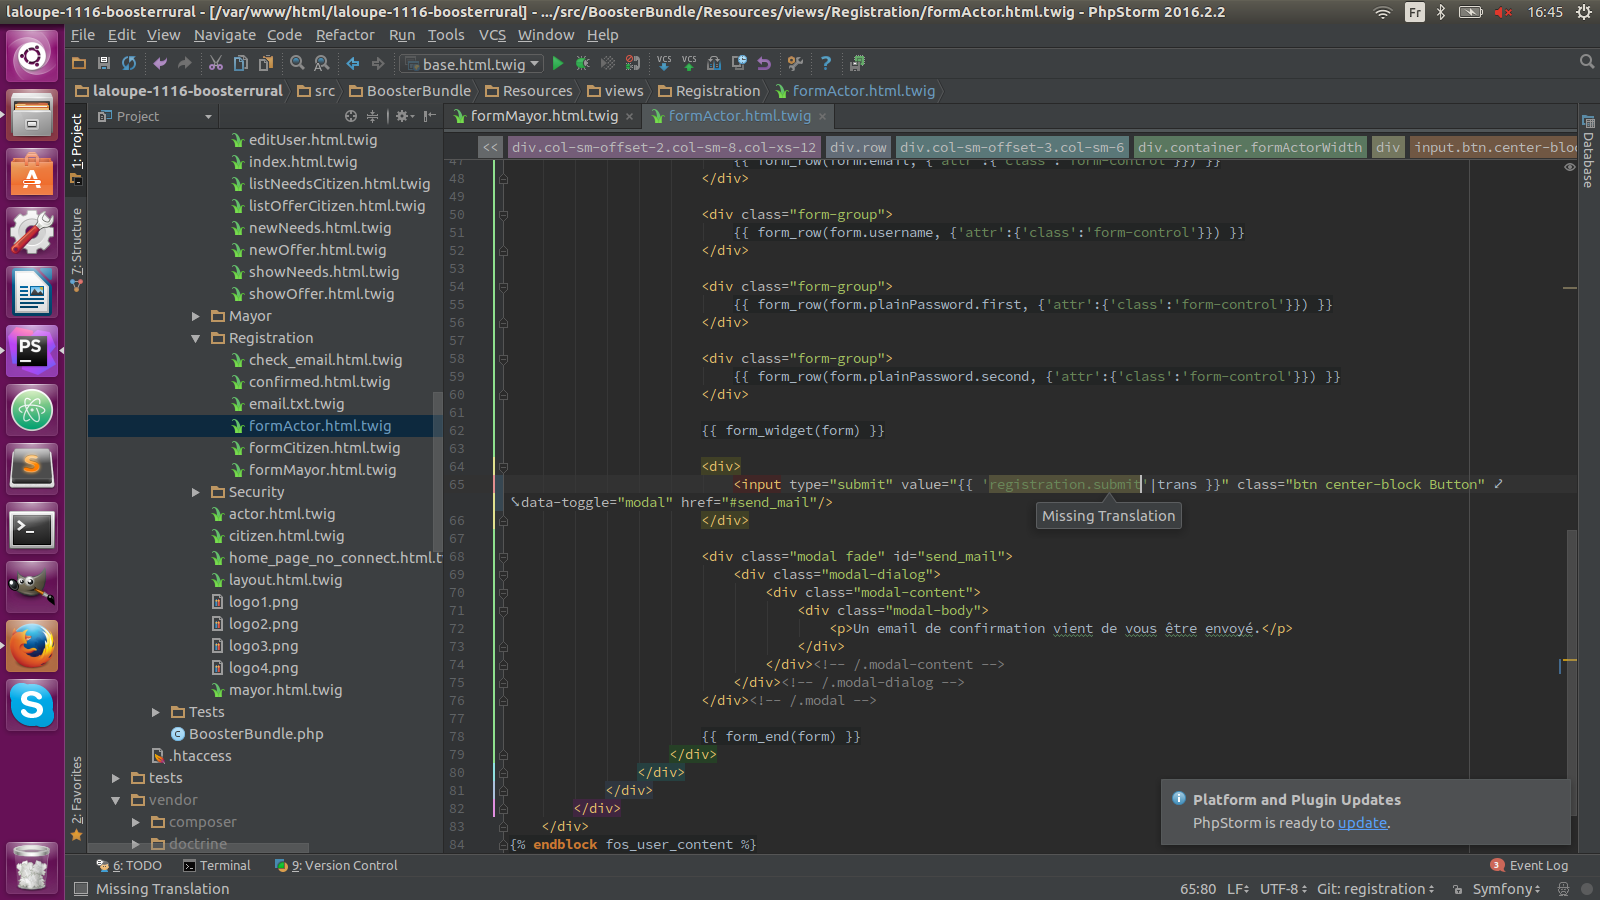 laloupe-1116-boosterrural - [/var/www/html/laloupe-1116-boosterrural] - .../src/BoosterBundle/Resources/views/Registration/formActor.html.twig - PhpStorm 2016.2.2
Fr
16:45
File Edit View Navigate Code Refactor Run Tools VCS Window Help
base.html.twig
laloupe-1116-boosterrural src BoosterBundle Resources views Registration formActor.html.twig
Project
formMayor.html.twig
formActor.html.twig
<< div.col-sm-offset-2.col-sm-8.col-xs-12 div.row div.col-sm-offset-3.col-sm-6 div.container.formActorWidth div input.btn.center-bloc
1: Project
7: Structure
2: Favorites
Database
editUser.html.twig
index.html.twig
listNeedsCitizen.html.twig
listOfferCitizen.html.twig
newNeeds.html.twig
newOffer.html.twig
showNeeds.html.twig
showOffer.html.twig
Mayor
Registration
check_email.html.twig
confirmed.html.twig
email.txt.twig
formActor.html.twig
formCitizen.html.twig
formMayor.html.twig
Security
actor.html.twig
citizen.html.twig
home_page_no_connect.html.t
layout.html.twig
logo1.png
logo2.png
logo3.png
logo4.png
mayor.html.twig
Tests
BoosterBundle.php
.htaccess
tests
vendor
composer
doctrine
47 {{ form_row(form.email, {'attr':{'class':'form-control'}}) }}
48 </div>
49
50 <div class="form-group">
51 {{ form_row(form.username, {'attr':{'class':'form-control'}}) }}
52 </div>
53
54 <div class="form-group">
55 {{ form_row(form.plainPassword.first, {'attr':{'class':'form-control'}}) }}
56 </div>
57
58 <div class="form-group">
59 {{ form_row(form.plainPassword.second, {'attr':{'class':'form-control'}}) }}
60 </div>
61
62 {{ form_widget(form) }}
63
64 <div>
65 <input type="submit" value="{{ 'registration.submit'|trans }}" class="btn center-block Button"
data-toggle="modal" href="#send_mail"/>
Missing Translation
66 </div>
67
68 <div class="modal fade" id="send_mail">
69 <div class="modal-dialog">
70 <div class="modal-content">
71 <div class="modal-body">
72 <p>Un email de confirmation vient de vous être envoyé.</p>
73 </div>
74 </div><!-- /.modal-content -->
75 </div><!-- /.modal-dialog -->
76 </div><!-- /.modal -->
77
78 {{ form_end(form) }}
79 </div>
80 </div>
81 </div>
82 </div>
83 </div>
84 {% endblock fos_user_content %}
Platform and Plugin Updates
PhpStorm is ready to update.
6: TODO Terminal 9: Version Control
3 Event Log
Missing Translation
65:80 LF UTF-8 Git: registration Symfony